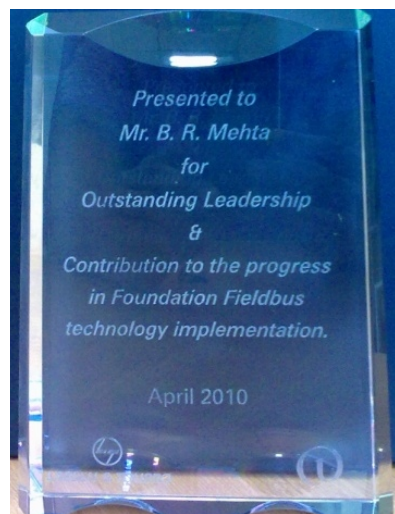 Presented to
Mr. B. R. Mehta
for
Outstanding Leadership
&
Contribution to the progress
in Foundation Fieldbus
technology implementation.
April 2010